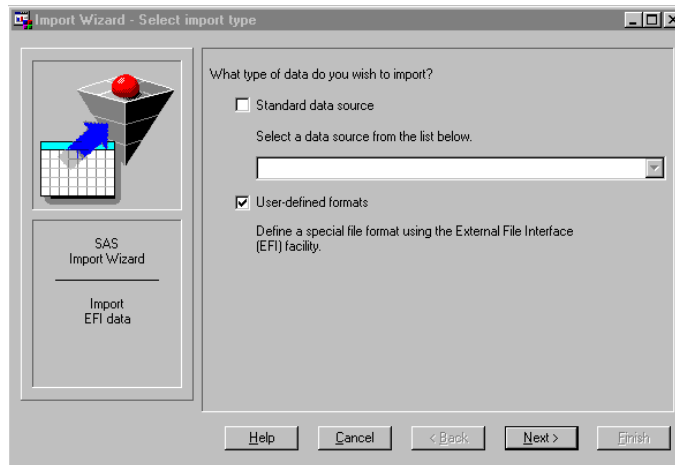 Import Wizard - Select import type
What type of data do you wish to import?
Standard data source
Select a data source from the list below.
User-defined formats
Define a special file format using the External File Interface
(EFI) facility.
SAS
Import Wizard
Import
EFI data
Help
Cancel
< Back
Next >
Finish